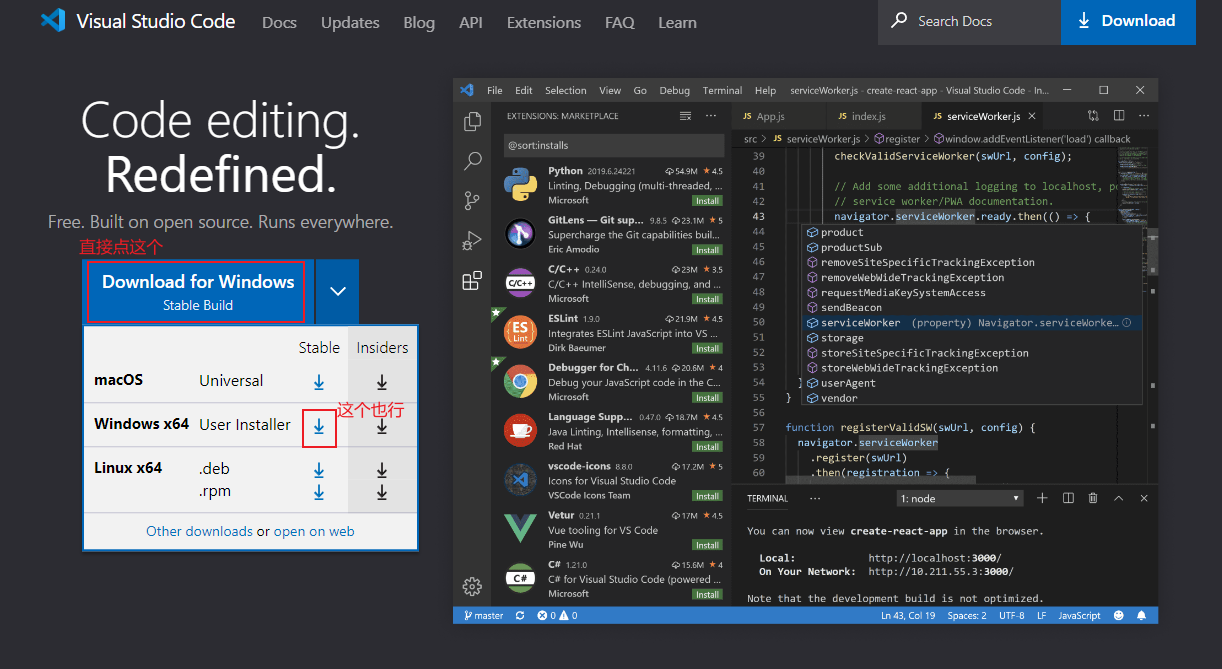 Visual Studio Code Docs Updates Blog API Extensions FAQ Learn Search Docs Download
Code editing.
Redefined.
Free. Built on open source. Runs everywhere.
直接点这个
Download for Windows
Stable Build
Stable Insiders
macOS Universal
这个也行
Windows x64 User Installer
Linux x64 .deb
.rpm
Other downloads or open on web
File Edit Selection View Go Debug Terminal Help serviceWorker.js - create-react-app - Visual Studio Code - In...
EXTENSIONS: MARKETPLACE
@sort:installs
Python 2019.6.24221 54.9M 4.5
Linting, Debugging (multi-threaded, ...
Microsoft Install
GitLens — Git sup... 9.8.5 23.1M 5
Supercharge the Git capabilities buil...
Eric Amodio Install
C/C++ 0.24.0 23M 3.5
C/C++ IntelliSense, debugging, and ...
Microsoft Install
ESLint 1.9.0 21.9M 4.5
Integrates ESLint JavaScript into VS ...
Dirk Baeumer Install
Debugger for Ch... 4.11.6 20.6M 4
Debug your JavaScript code in the C...
Microsoft Install
Language Supp... 0.47.0 18.7M 4.5
Java Linting, Intellisense, formatting, ...
Red Hat Install
vscode-icons 8.8.0 17.2M 5
Icons for Visual Studio Code
VSCode Icons Team Install
Vetur 0.21.1 17M 4.5
Vue tooling for VS Code
Pine Wu Install
C# 1.21.0 15.6M 4
C# for Visual Studio Code (powered ...
Microsoft Install
C/C++
ES
Lint
C#
JS App.js JS index.js JS serviceWorker.js
src > JS serviceWorker.js > register > window.addEventListener('load') callback
39 checkValidServiceWorker(swUrl, config);
40
41 // Add some additional logging to localhost, po
42 // service worker/PWA documentation.
43 navigator.serviceWorker.ready.then(() => {
44 product
45 productSub
46 removeSiteSpecificTrackingException
47 removeWebWideTrackingException
48 requestMediaKeySystemAccess
49 sendBeacon
50 serviceWorker (property) Navigator.serviceWorke...
51 storage
52 storeSiteSpecificTrackingException
53 storeWebWideTrackingException
54 } userAgent
55 } vendor
56
57 function registerValidSW(swUrl, config) {
58 navigator.serviceWorker
59 .register(swUrl)
60 .then(registration => {
TERMINAL ... 1: node
You can now view create-react-app in the browser.
Local: http://localhost:3000/
On Your Network: http://10.211.55.3:3000/
Note that the development build is not optimized.
master 0 0 Ln 43, Col 19 Spaces: 2 UTF-8 LF JavaScript